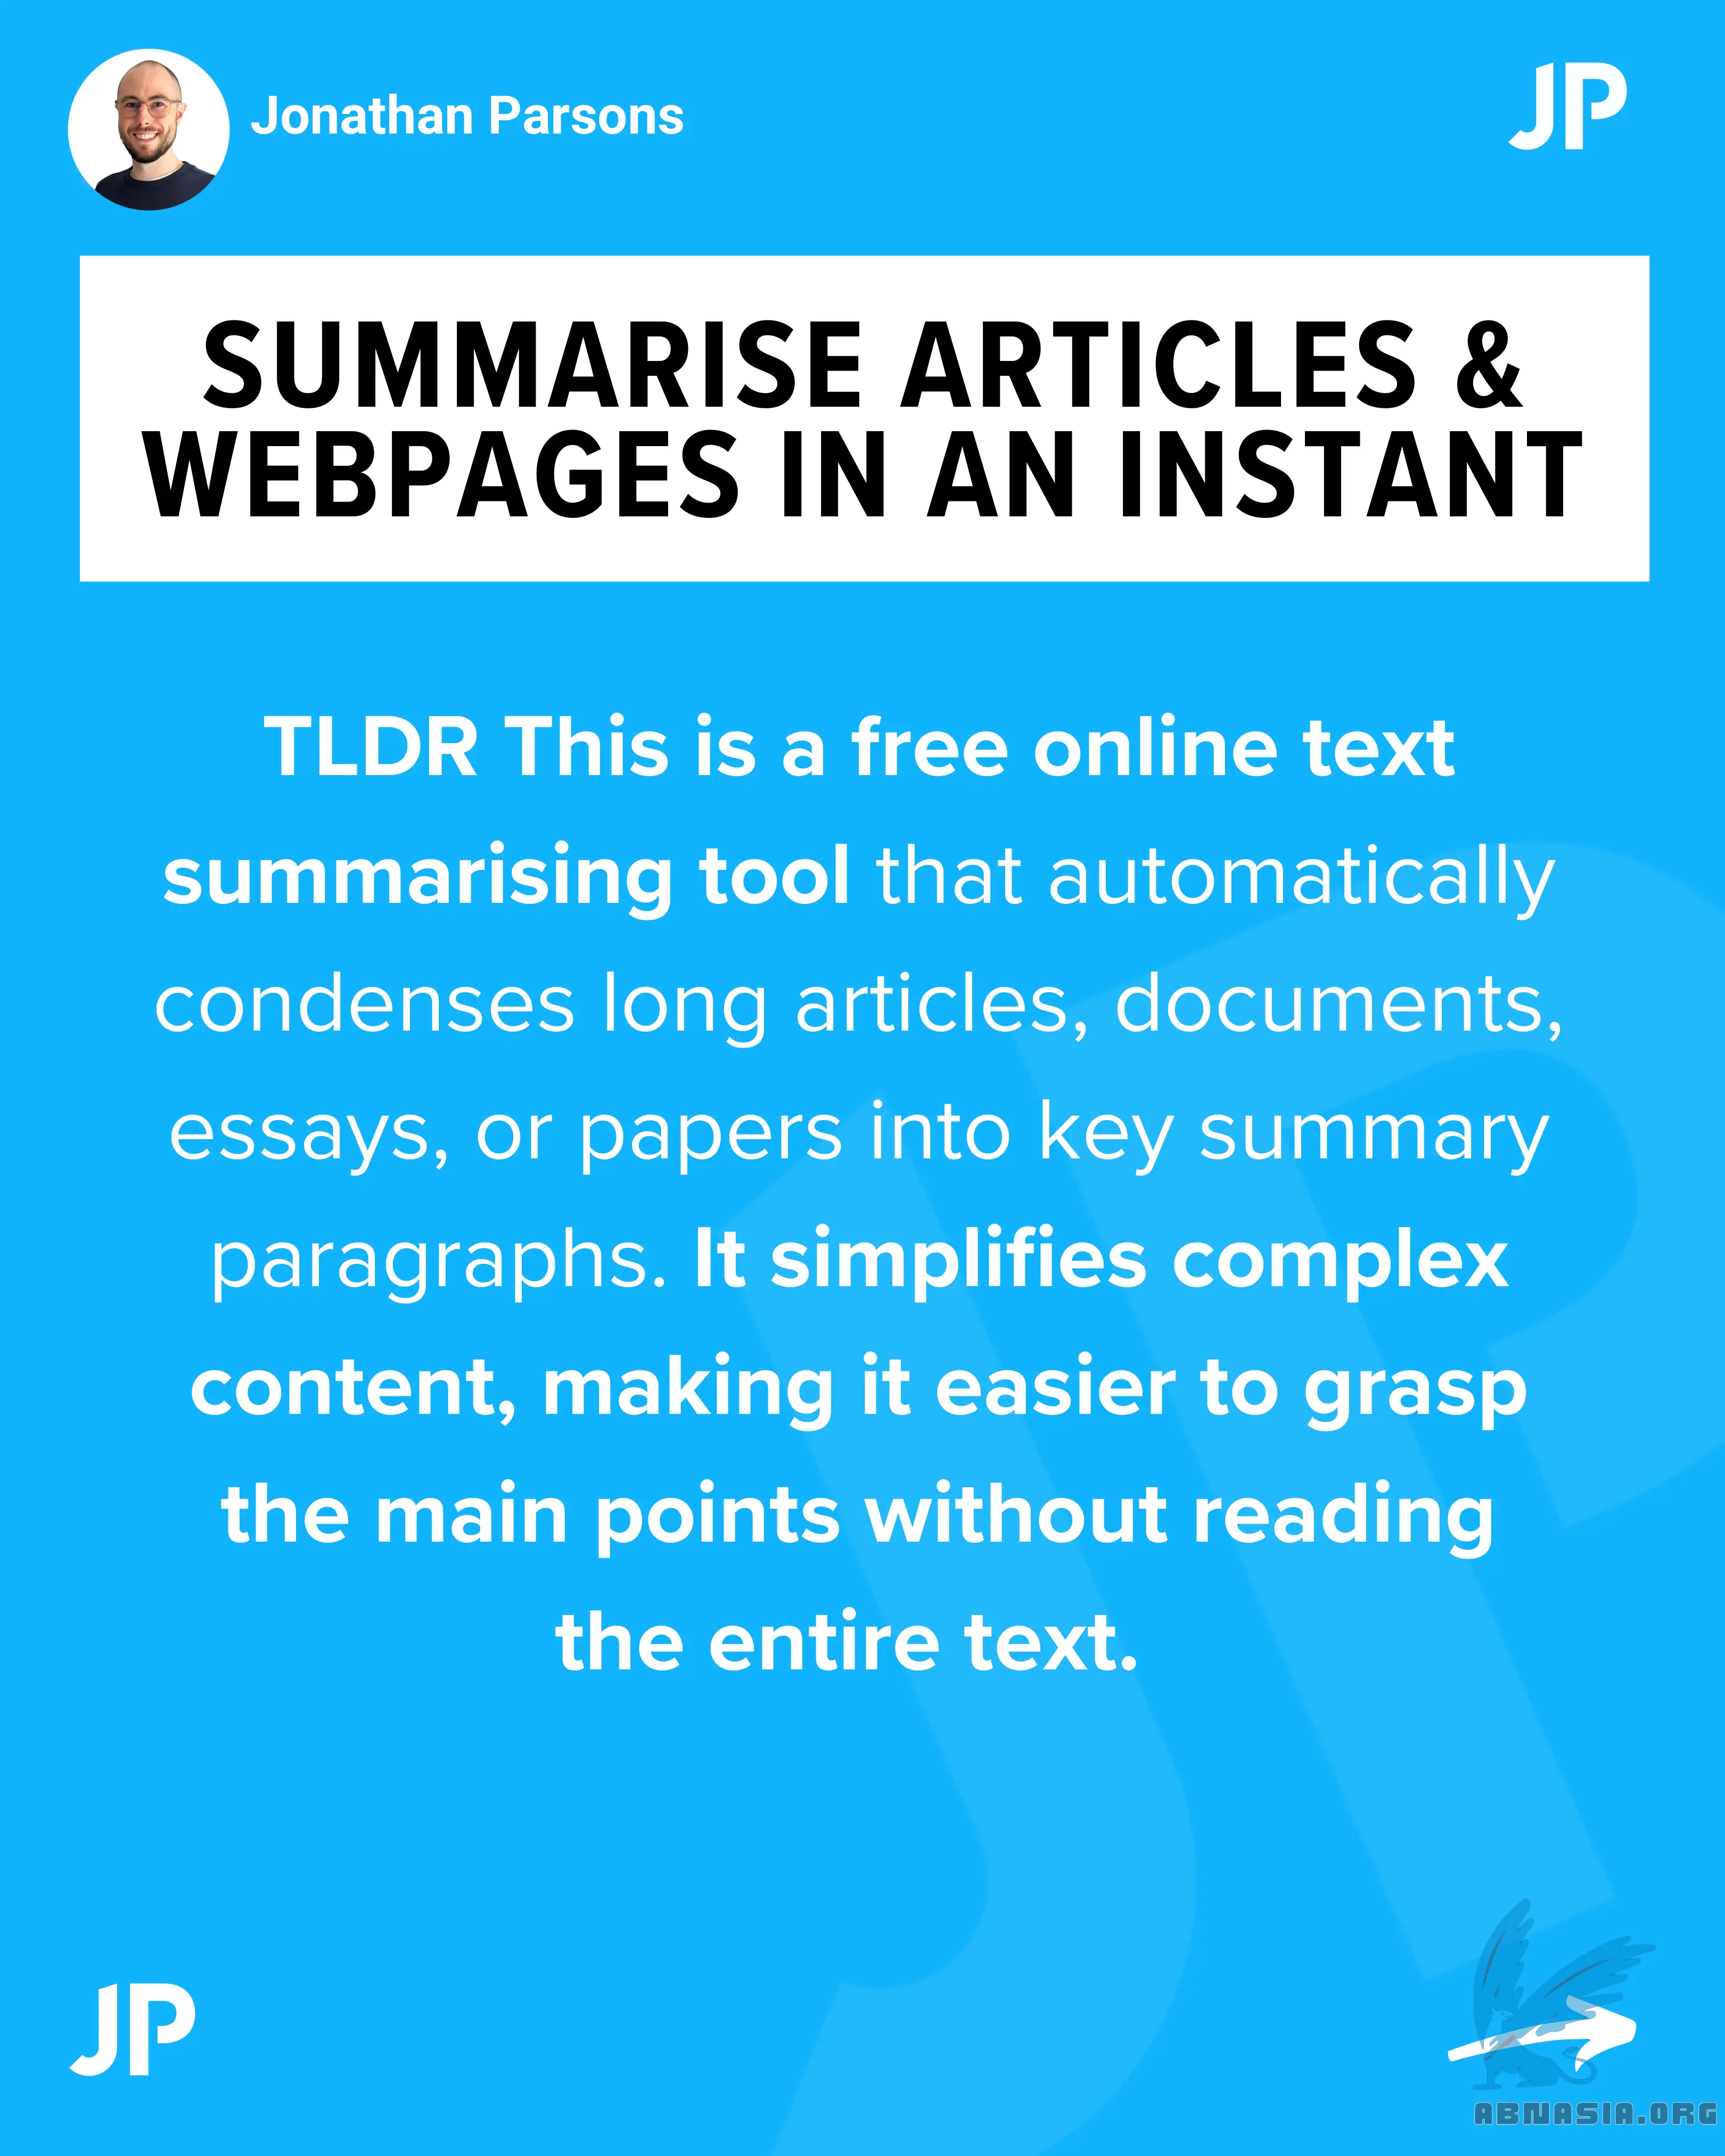 Jonathan Parsons
JP
SUMMARISE ARTICLES &
WEBPAGES IN AN INSTANT
TLDR This is a free online text
summarising tool that automatically
condenses long articles, documents,
essays, or papers into key summary
paragraphs. It simplifies complex
content, making it easier to grasp
the main points without reading
the entire text.
JP
JP
ABNASIA.ORG